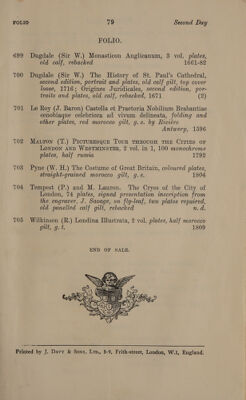 FOLIO
79
Second Day
FOLIO.
699 Dugdale (Sir W.) Monasticon Anglicanum, 3 vol. plates,
old calf, rebacked 1661-82
700 Dugdale (Sir W.) The History of St. Paul's Cathedral,
second edition, portrait and plates, old calf gilt, top cover
loose, 1716; Origines Juridicales, second edition, por-
traits and plates, old calf, rebacked, 1671 (2)
701 Le Roy (J. Baron) Castella et Praetoria Nobilium Brabantiae
cenobiaque celebriora ad vivum delineata, folding and
other plates, red morocco gilt, g. e. by Rivière
Antwerp, 1696
702 MALTON (T.) PICTURESQUE TOUR THROUGH THE CITIES OF
LONDON AND WESTMINSTER, 2 vol. in 1, 100 monochrome
plates, half russia 1792
703 Pyne (W. H.) The Costume of Great Britain, coloured plates,
straight-grained morocco gilt, g. e. 1804
704 Tempest (P.) and M. Lauron. The Cryes of the City of
London, 74 plates, signed presentation inscription from
the engraver, J. Savage, on fly-leaf, two plates repaired,
old panelled calf gilt, rebacked n. d.
705 Wilkinson (R.) Londina Illustrata, 2 vol. plates, half morocco
gilt, g. t. 1809
END OF SALE.
Printed by J. DAVY & SONS, LTD., 8-9, Frith-street, London, W.1, England.